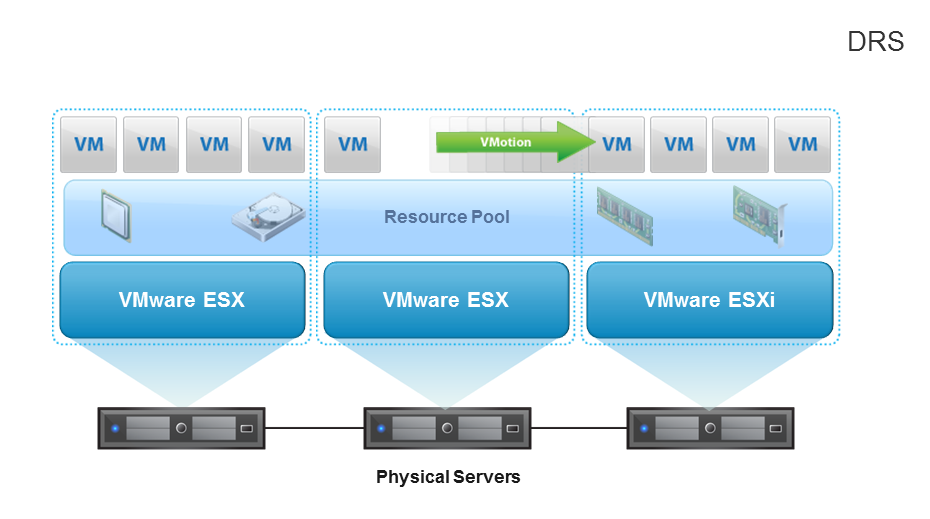 DRS
VM VM VM VM VM VMotion VM VM VM VM
Resource Pool
VMware ESX VMware ESX VMware ESXi
Physical Servers